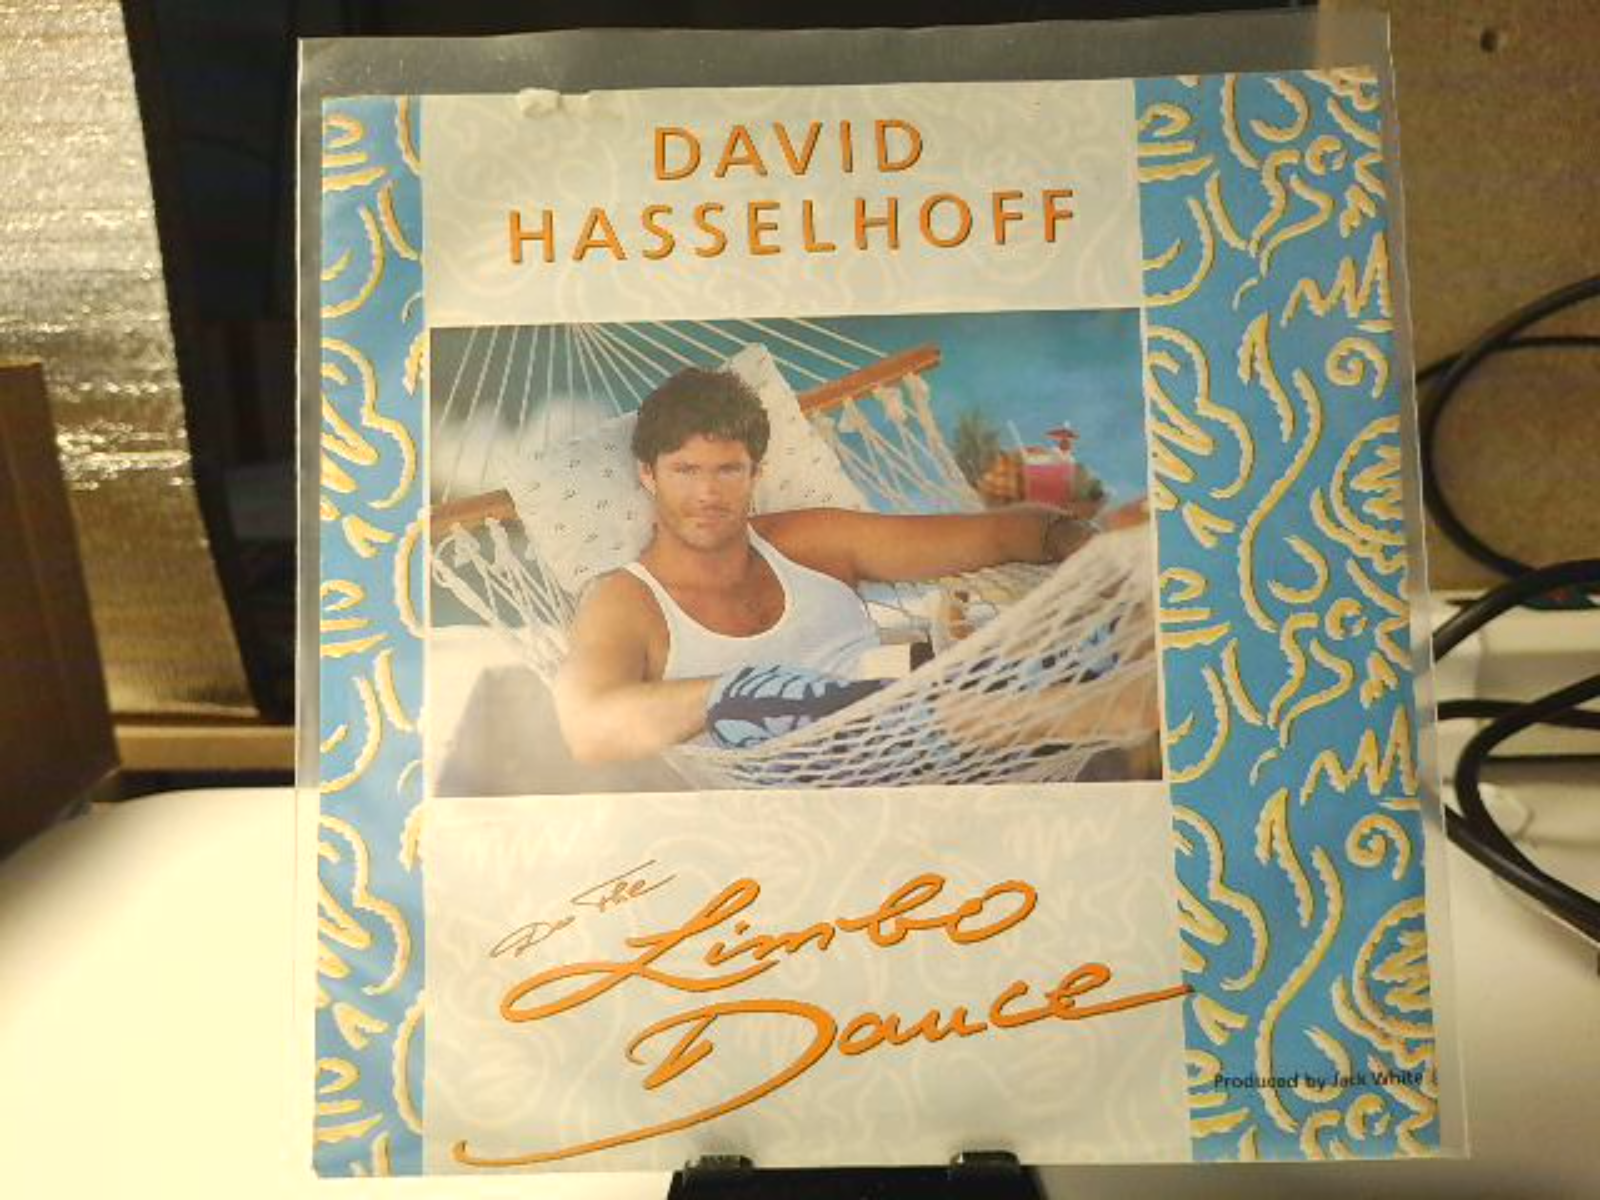 DAVID
HASSELHOFF
Do The
Limbo
Dance
Produced by Jack White